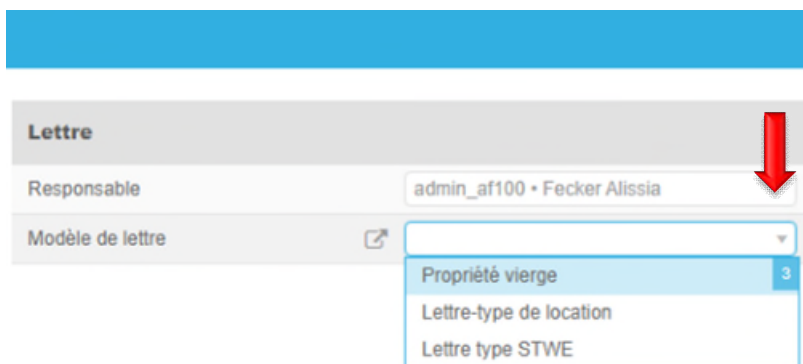 Lettre
Responsable admin_af100 • Fecker Alissia
Modèle de lettre
Propriété vierge 3
Lettre-type de location
Lettre type STWE